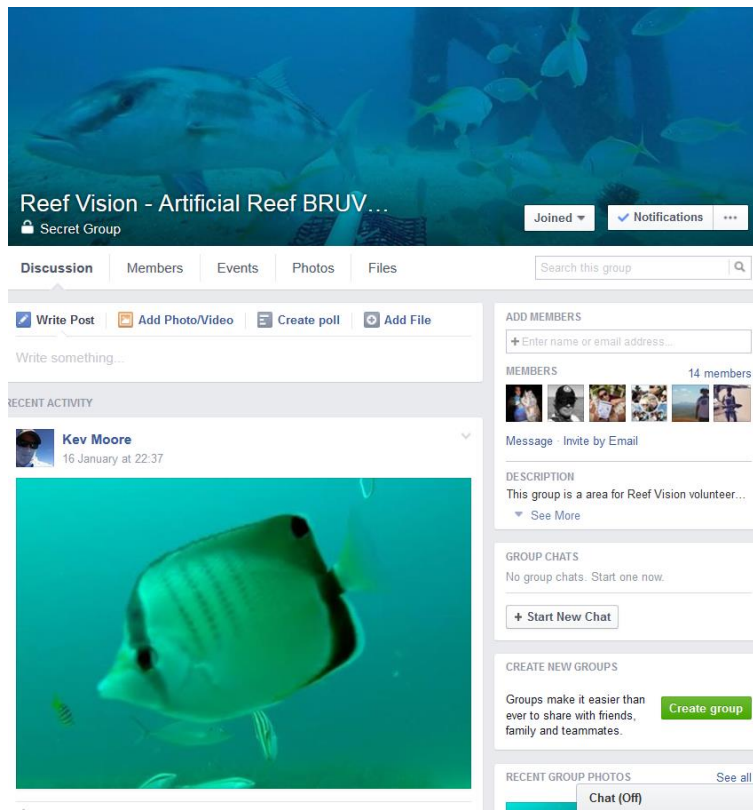 Reef Vision - Artificial Reef BRUV...
Secret Group
Joined
Notifications
Discussion Members Events Photos Files
Search this group
Write Post Add Photo/Video Create poll Add File
Write something...
RECENT ACTIVITY
Kev Moore
16 January at 22:37
ADD MEMBERS
+ Enter name or email address...
MEMBERS 14 members
Message · Invite by Email
DESCRIPTION
This group is a area for Reef Vision volunteer...
See More
GROUP CHATS
No group chats. Start one now.
+ Start New Chat
CREATE NEW GROUPS
Groups make it easier than
ever to share with friends,
family and teammates.
Create group
RECENT GROUP PHOTOS See all
Chat (Off)